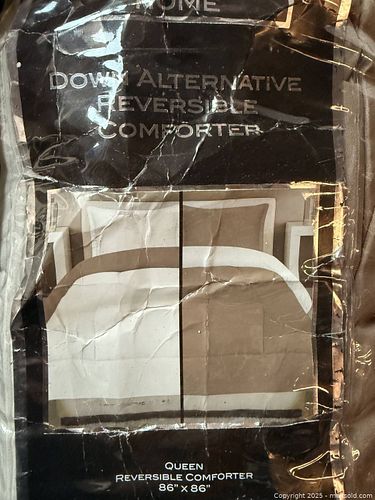 HOME
DOWN ALTERNATIVE
REVERSIBLE
COMFORTER
QUEEN
REVERSIBLE COMFORTER
86" x 86"
Copyright 2025 - maxsold.com